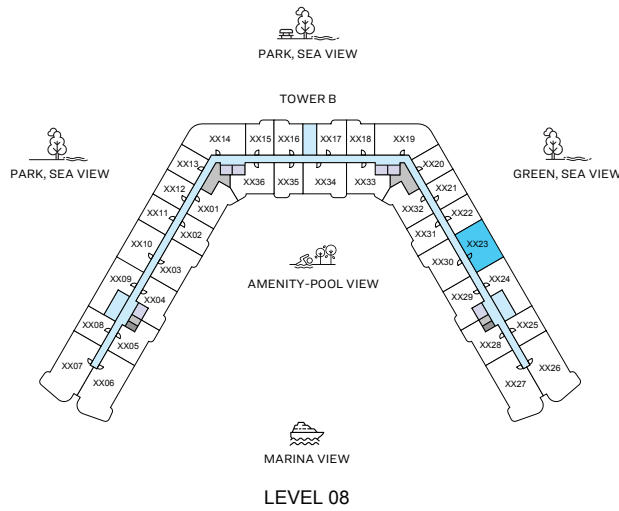 PARK, SEA VIEW
TOWER B
PARK, SEA VIEW
GREEN, SEA VIEW
XX14
XX15
XX16
XX17
XX18
XX19
XX13
XX20
XX36
XX35
XX34
XX33
XX12
XX21
XX11
XX01
XX32
XX22
XX02
XX31
XX10
XX23
XX03
XX30
XX09
XX24
XX04
XX29
XX08
XX25
XX05
XX28
XX07
XX26
XX06
XX27
AMENITY-POOL VIEW
MARINA VIEW
LEVEL 08